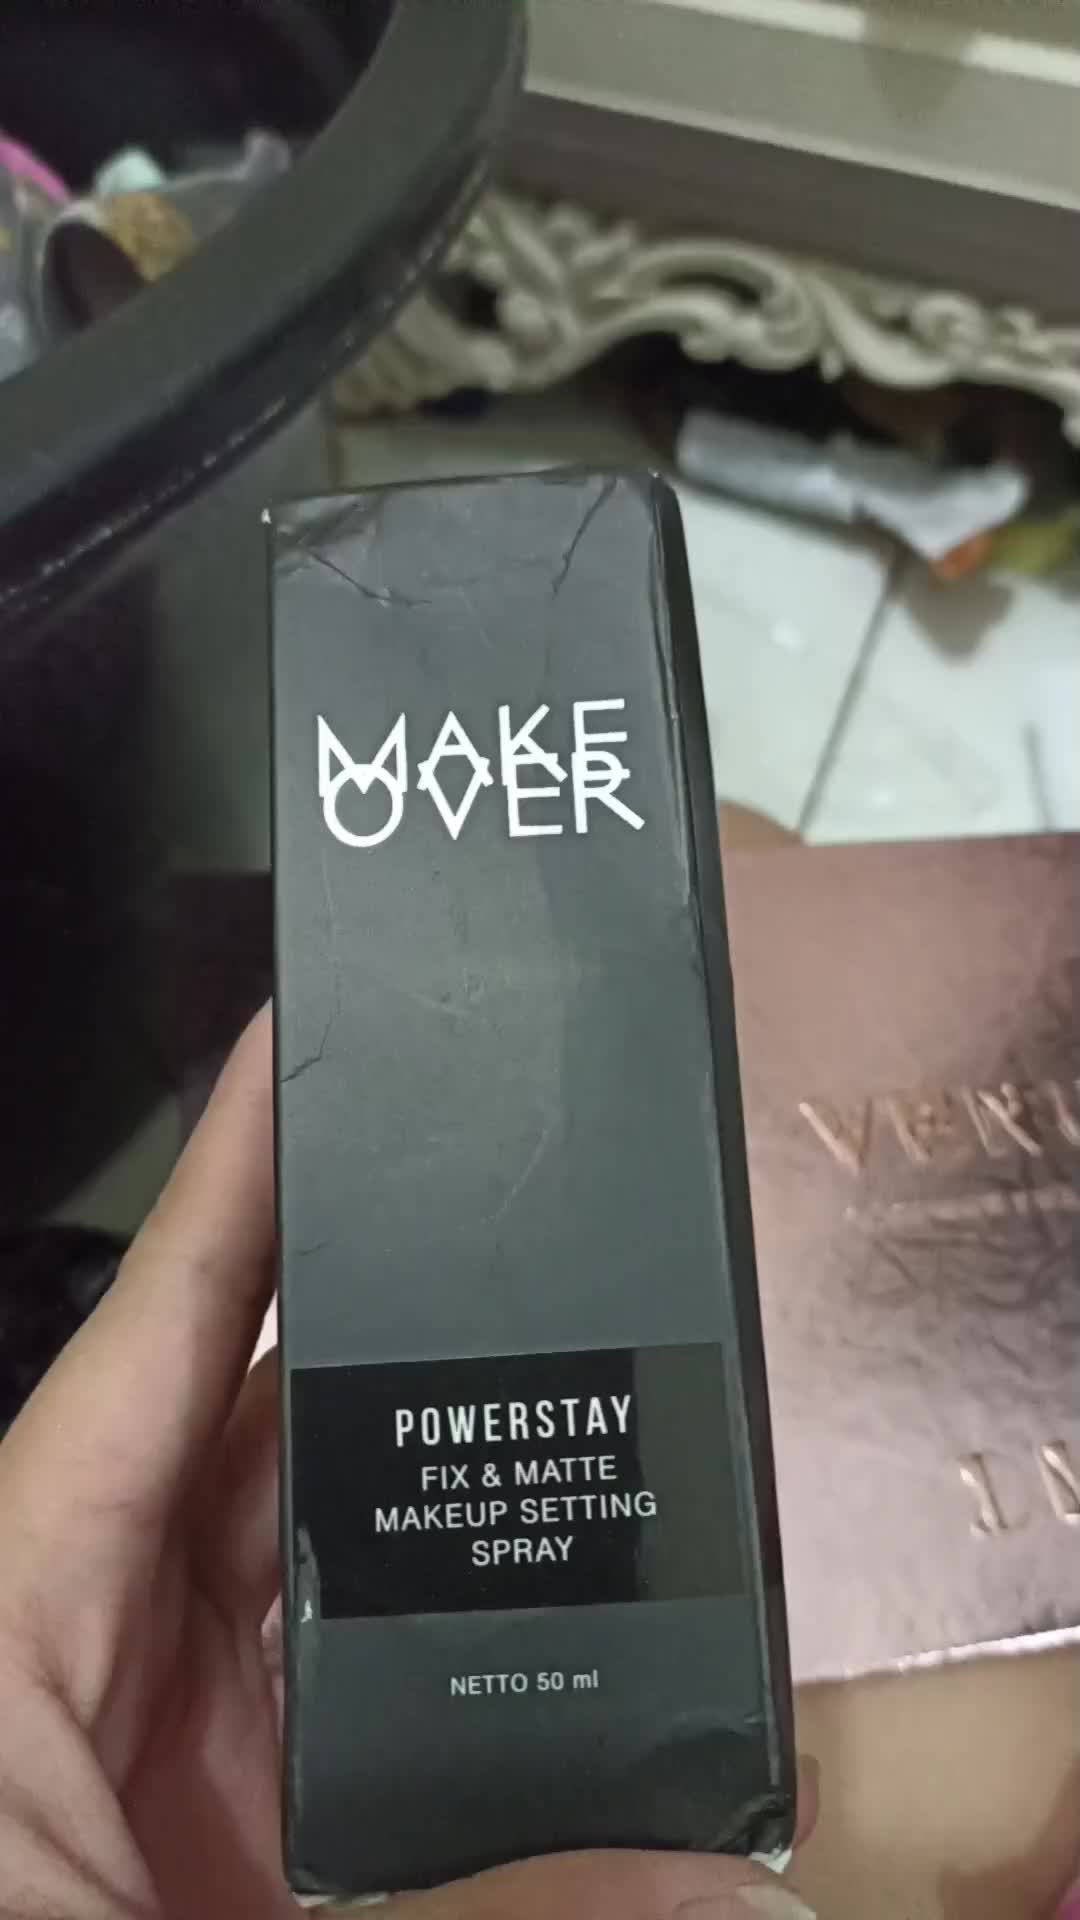 MAKE
OVER
POWERSTAY
FIX & MATTE
MAKEUP SETTING
SPRAY
NETTO 50 ml